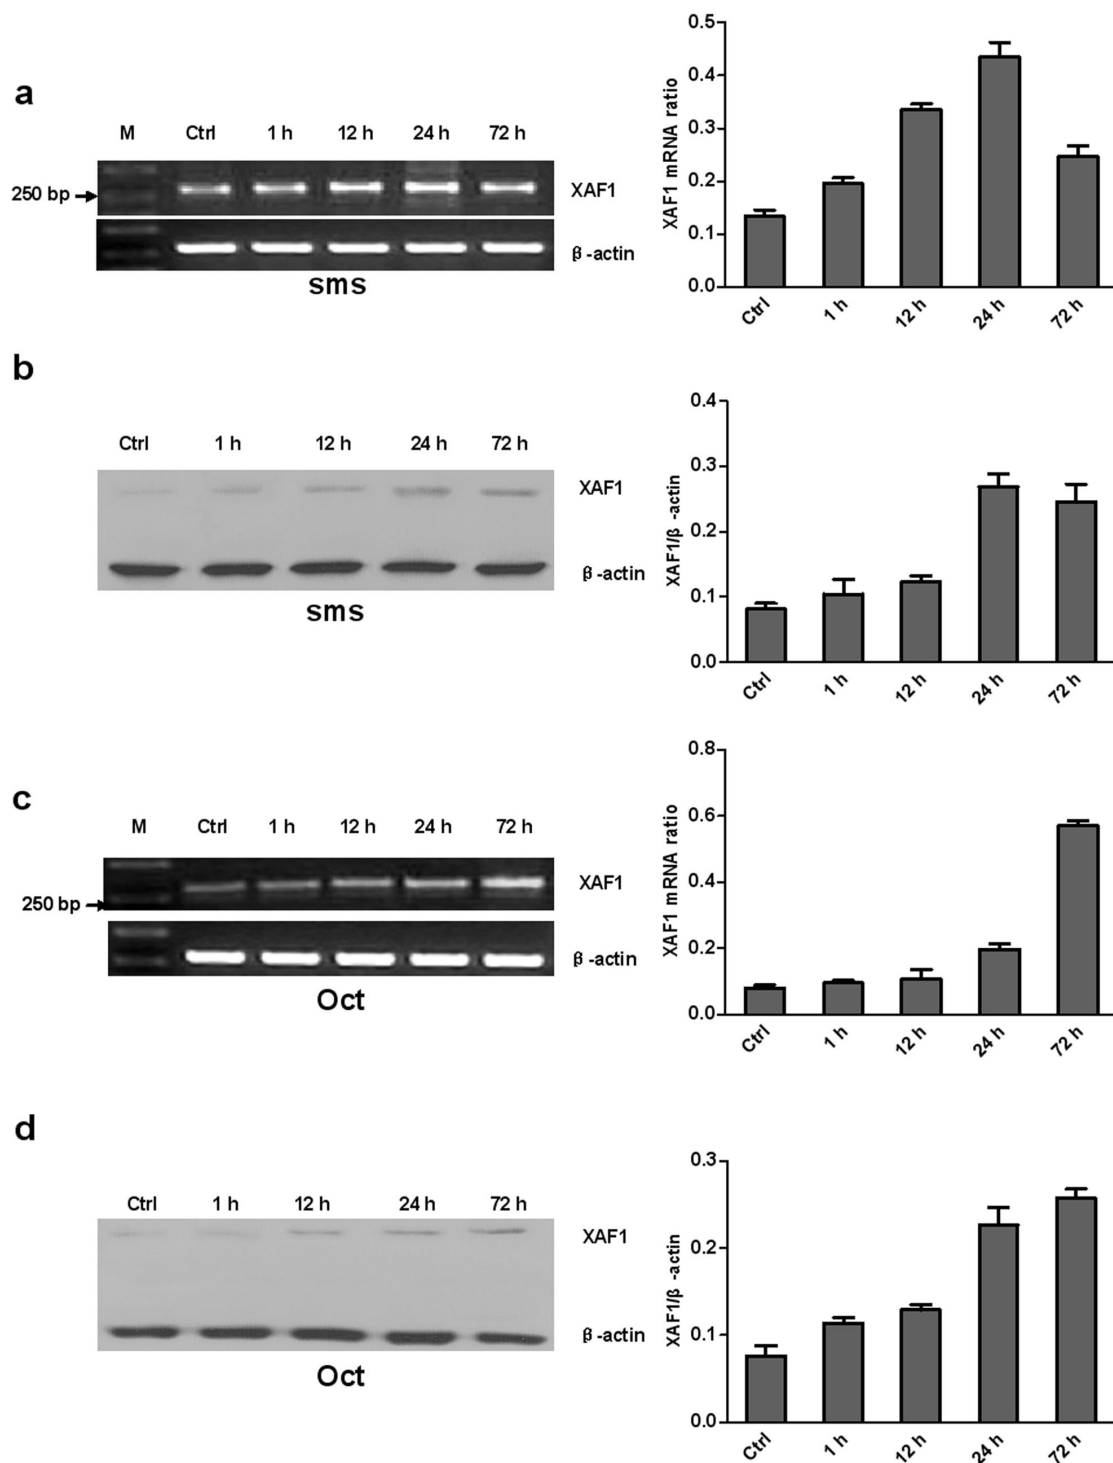 a
M Ctrl 1 h 12 h 24 h 72 h
250 bp
XAF1
β-actin
sms
XAF1 mRNA ratio
0.5
0.4
0.3
0.2
0.1
0.0
Ctrl 1 h 12 h 24 h 72 h
b
Ctrl 1 h 12 h 24 h 72 h
XAF1
β-actin
sms
XAF1/β -actin
0.4
0.3
0.2
0.1
0.0
Ctrl 1 h 12 h 24 h 72 h
c
M Ctrl 1 h 12 h 24 h 72 h
250 bp
XAF1
β-actin
Oct
XAF1 mRNA ratio
0.8
0.6
0.4
0.2
0.0
Ctrl 1 h 12 h 24 h 72 h
d
Ctrl 1 h 12 h 24 h 72 h
XAF1
β-actin
Oct
XAF1/β -actin
0.3
0.2
0.1
0.0
Ctrl 1 h 12 h 24 h 72 h